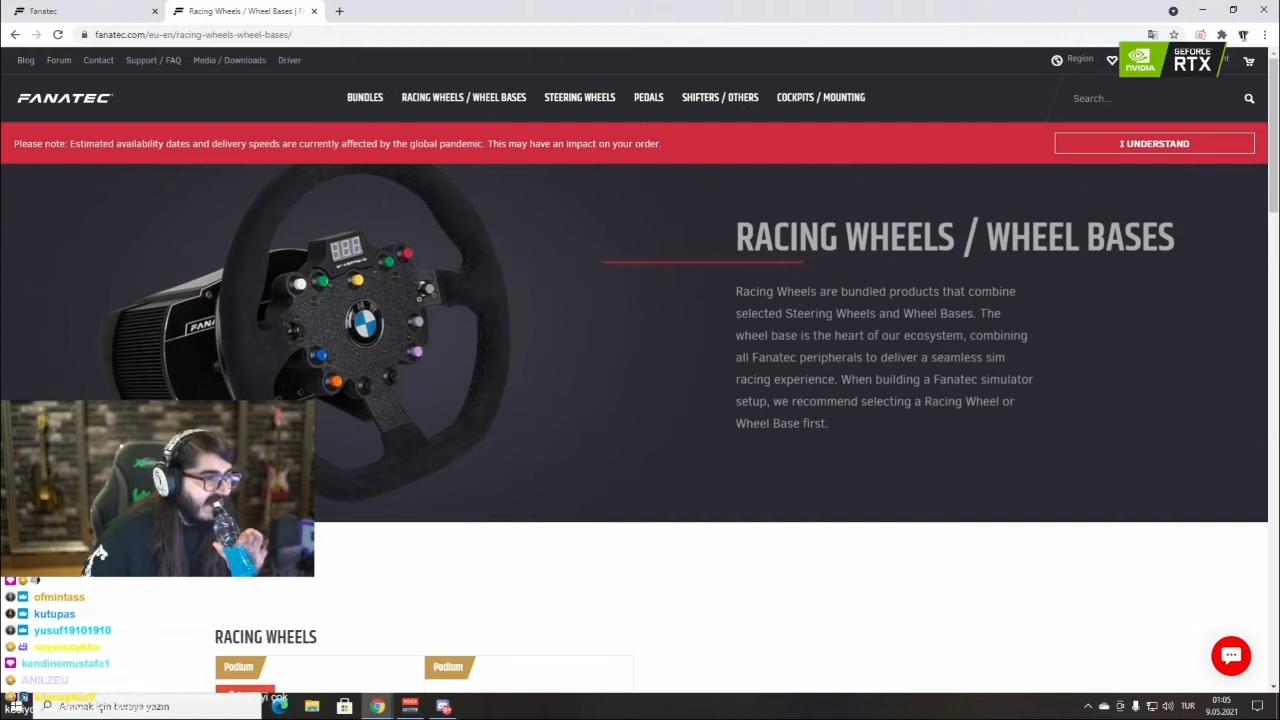 Fanatec
Racing Wheels / Wheel Bases | F
fanatec.com/eu-en/racing-wheels-wheel-bases/
Blog Forum Contact Support / FAQ Media / Downloads Driver
Region
NVIDIA.
GEFORCE
RTX
FANATEC
BUNDLES RACING WHEELS / WHEEL BASES STEERING WHEELS PEDALS SHIFTERS / OTHERS COCKPITS / MOUNTING
Search...
Please note: Estimated availability dates and delivery speeds are currently affected by the global pandemic. This may have an impact on your order.
I UNDERSTAND
RACING WHEELS / WHEEL BASES
Racing Wheels are bundled products that combine
selected Steering Wheels and Wheel Bases. The
wheel base is the heart of our ecosystem, combining
all Fanatec peripherals to deliver a seamless sim
racing experience. When building a Fanatec simulator
setup, we recommend selecting a Racing Wheel or
Wheel Base first.
FANA
ofmintass
kutupas
yusuf19101910
kendinemustafa1
ANILZEU
RACING WHEELS
Podium
Podium
çok
Aramak için buraya yazın
TUR
01:05
9.05.2021